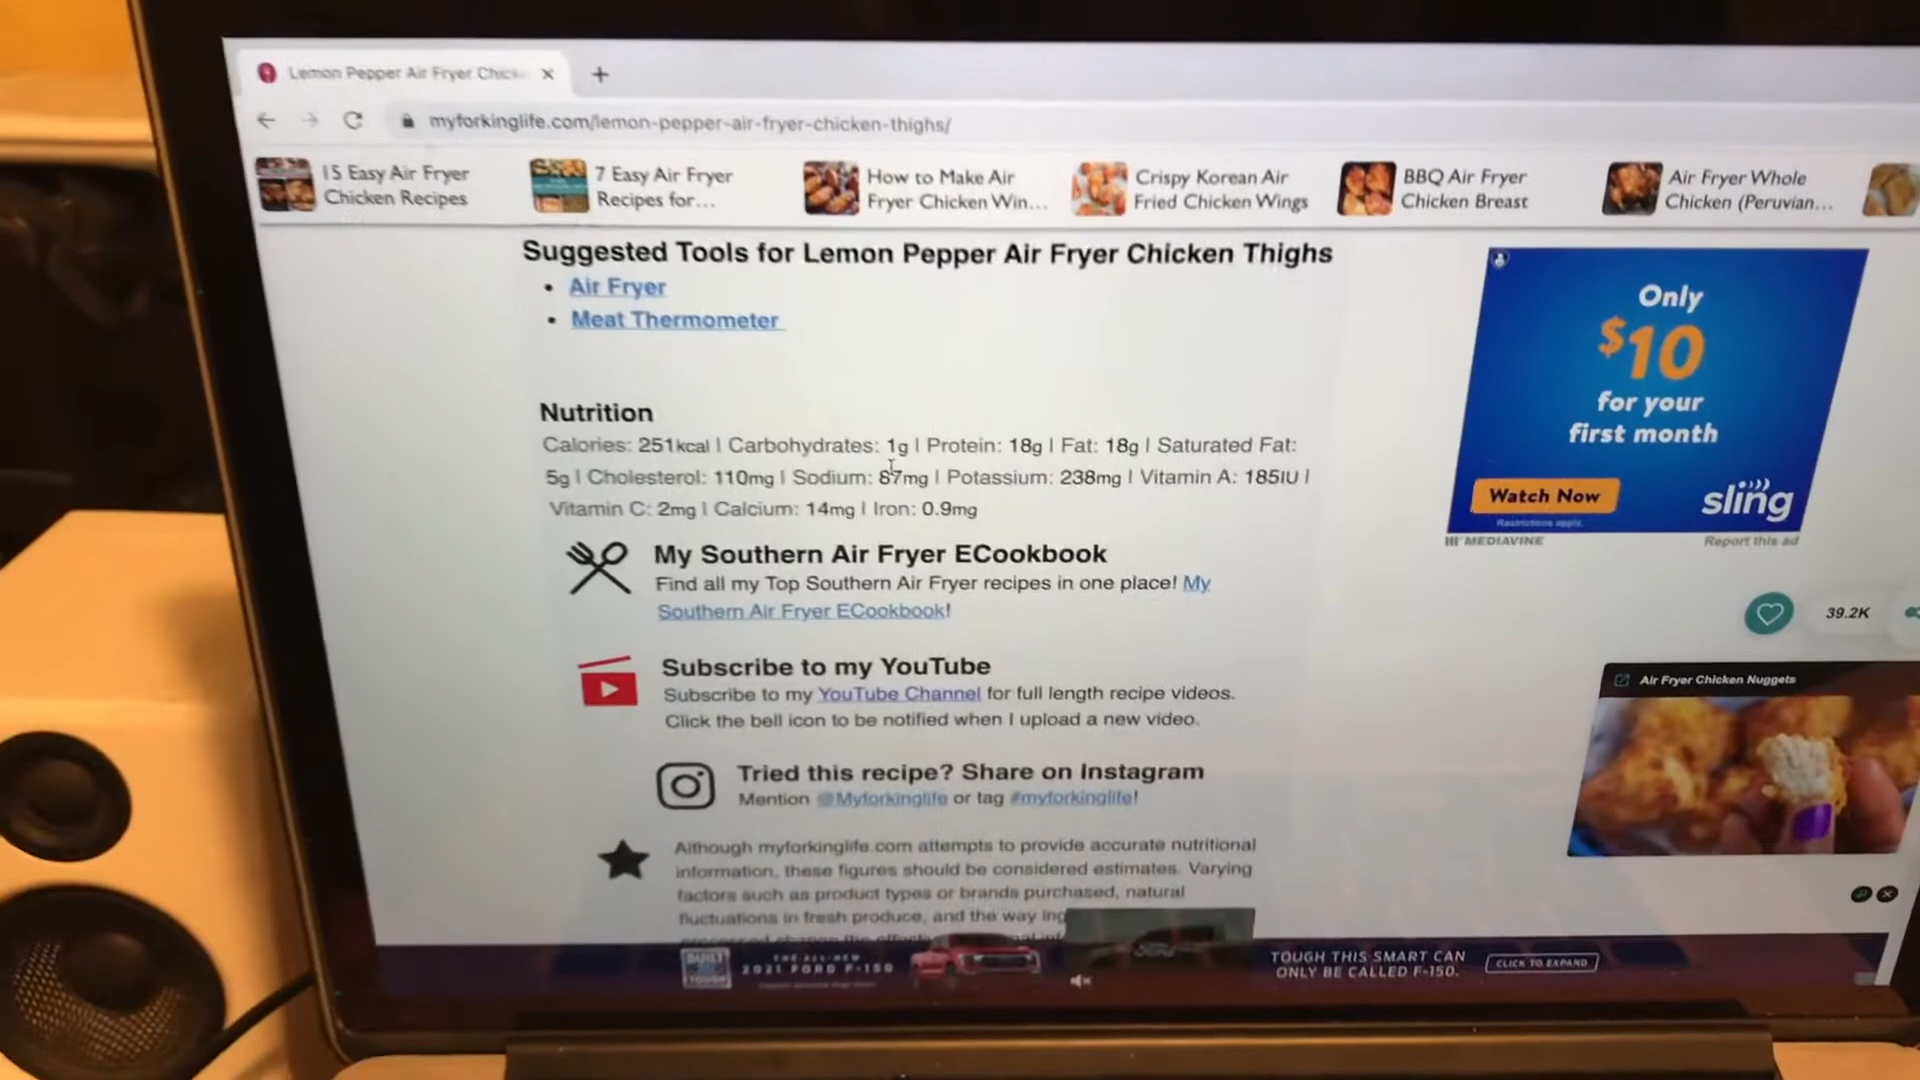 Lemon Pepper Air Fryer Chick
myforkinglife.com/lemon-pepper-air-fryer-chicken-thighs/
15 Easy Air Fryer
Chicken Recipes
7 Easy Air Fryer
Recipes for...
How to Make Air
Fryer Chicken Win...
Crispy Korean Air
Fried Chicken Wings
BBQ Air Fryer
Chicken Breast
Air Fryer Whole
Chicken (Peruvian...
Suggested Tools for Lemon Pepper Air Fryer Chicken Thighs
• Air Fryer
• Meat Thermometer
Nutrition
Calories: 251kcal | Carbohydrates: 1g | Protein: 18g | Fat: 18g | Saturated Fat:
5g | Cholesterol: 110mg | Sodium: 87mg | Potassium: 238mg | Vitamin A: 185IU |
Vitamin C: 2mg | Calcium: 14mg | Iron: 0.9mg
My Southern Air Fryer ECookbook
Find all my Top Southern Air Fryer recipes in one place! My
Southern Air Fryer ECookbook!
Subscribe to my YouTube
Subscribe to my YouTube Channel for full length recipe videos.
Click the bell icon to be notified when I upload a new video.
Tried this recipe? Share on Instagram
Mention @Myforkinglife or tag #myforkinglife!
Although myforkinglife.com attempts to provide accurate nutritional
information, these figures should be considered estimates. Varying
factors such as product types or brands purchased, natural
fluctuations in fresh produce, and the way ing
Only
$10
for your
first month
Watch Now
sling
Restrictions apply.
MEDIAVINE
Report this ad
39.2K
Air Fryer Chicken Nuggets
BUILT
TOUGH
THE ALL-NEW
2021 FORD F-150
TOUGH THIS SMART CAN
ONLY BE CALLED F-150.
CLICK TO EXPAND